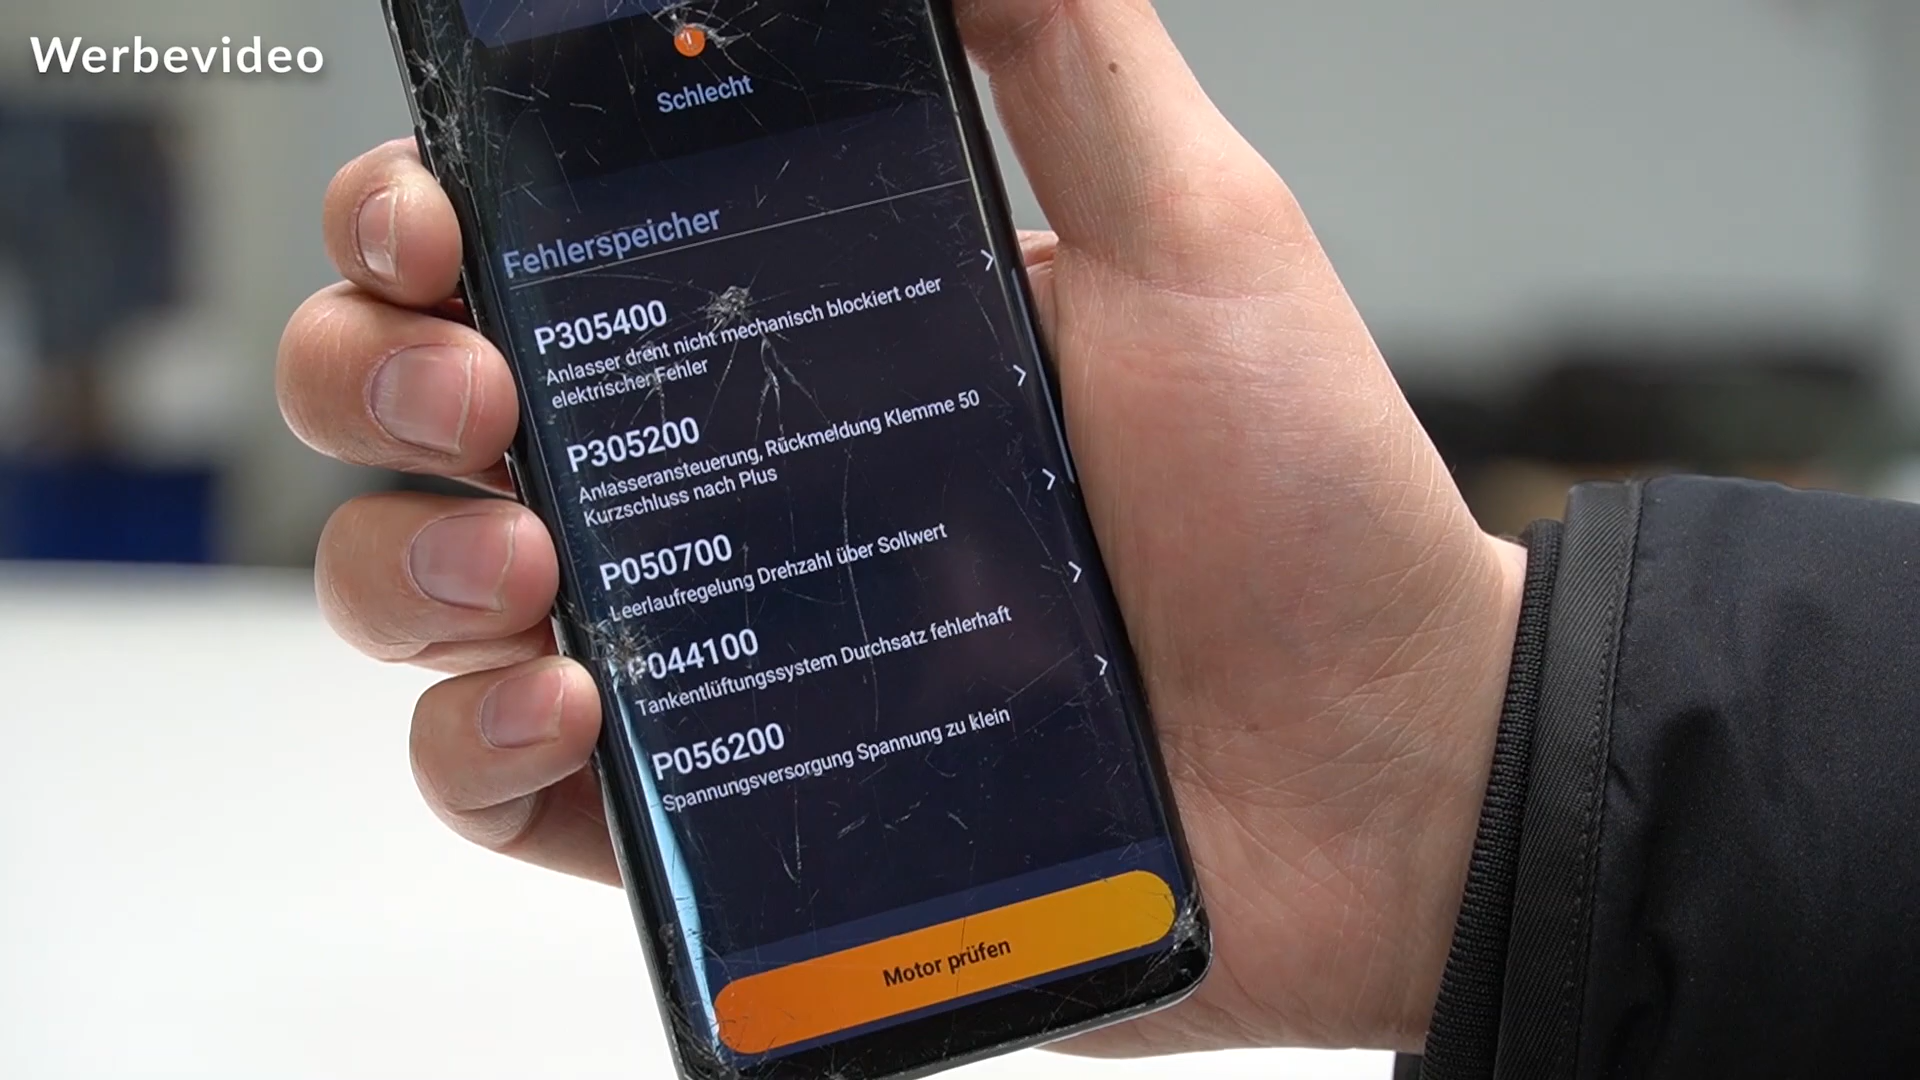 Werbevideo
Schlecht
Fehlerspeicher
P305400
Anlasser dreht nicht mechanisch blockiert oder
elektrischer Fehler
P305200
Anlasseransteuerung, Rückmeldung Klemme 50
Kurzschluss nach Plus
P050700
Leerlaufregelung Drehzahl über Sollwert
P044100
Tankentlüftungssystem Durchsatz fehlerhaft
P056200
Spannungsversorgung Spannung zu klein
Motor prüfen